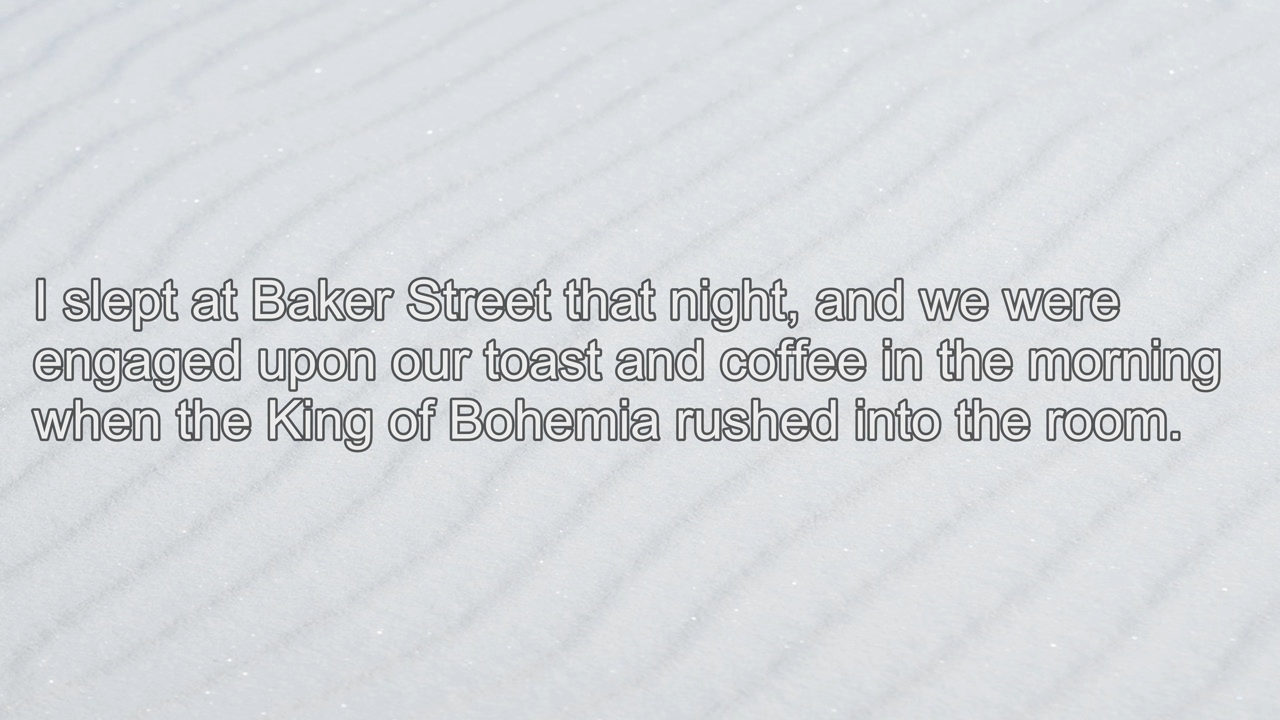 I slept at Baker Street that night, and we were
engaged upon our toast and coffee in the morning
when the King of Bohemia rushed into the room.